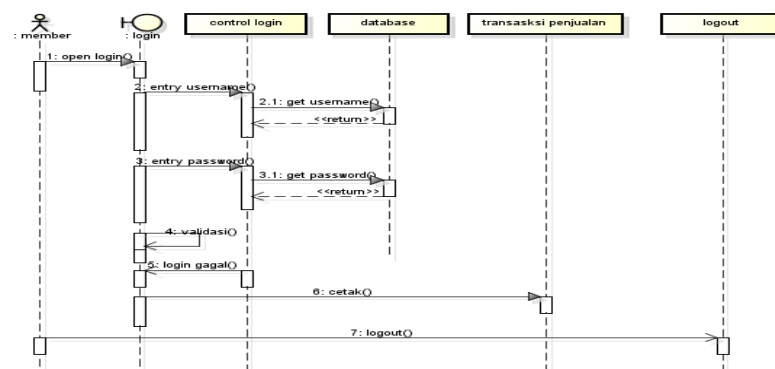 control login
database
transasksi penjualan
logout
: member
: login
1: open login()
2: entry username()
2.1: get username()
<<return>>
3: entry password()
3.1: get password()
<<return>>
4: validasi()
5: login gagal()
6: cetak()
7: logout()